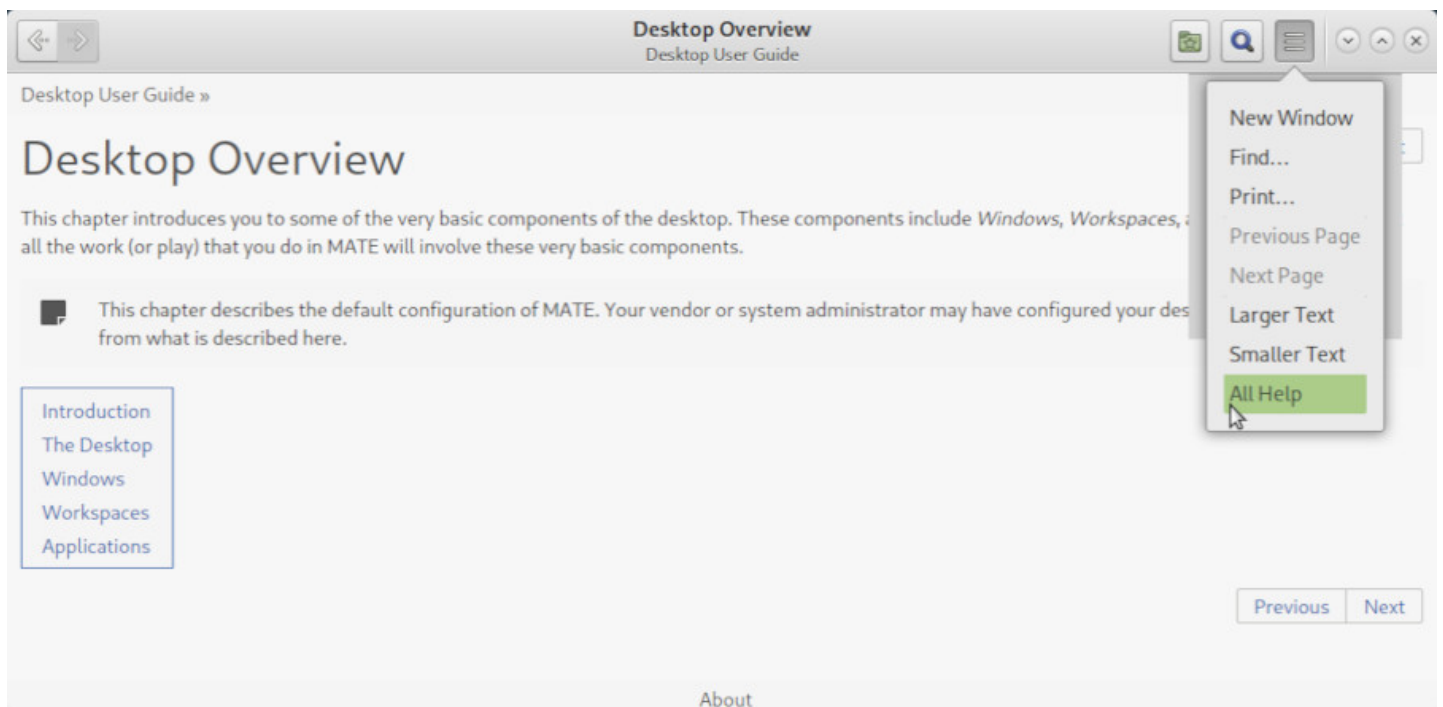 Desktop Overview
Desktop User Guide
Desktop User Guide »
Desktop Overview
This chapter introduces you to some of the very basic components of the desktop. These components include Windows, Workspaces,
all the work (or play) that you do in MATE will involve these very basic components.
This chapter describes the default configuration of MATE. Your vendor or system administrator may have configured your des
from what is described here.
Introduction
The Desktop
Windows
Workspaces
Applications
New Window
Find...
Print...
Previous Page
Next Page
Larger Text
Smaller Text
All Help
Previous Next
About